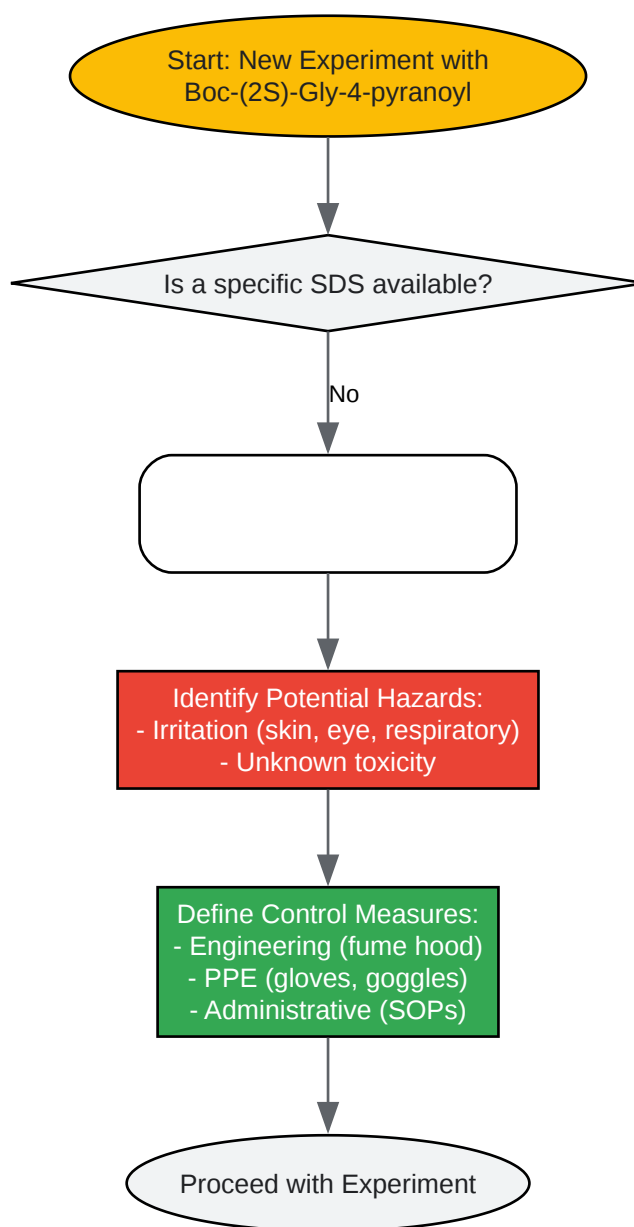 Start: New Experiment with
Boc-(2S)-Gly-4-pyranoyl
Is a specific SDS available?
No
Identify Potential Hazards:
- Irritation (skin, eye, respiratory)
- Unknown toxicity
Define Control Measures:
- Engineering (fume hood)
- PPE (gloves, goggles)
- Administrative (SOPs)
Proceed with Experiment